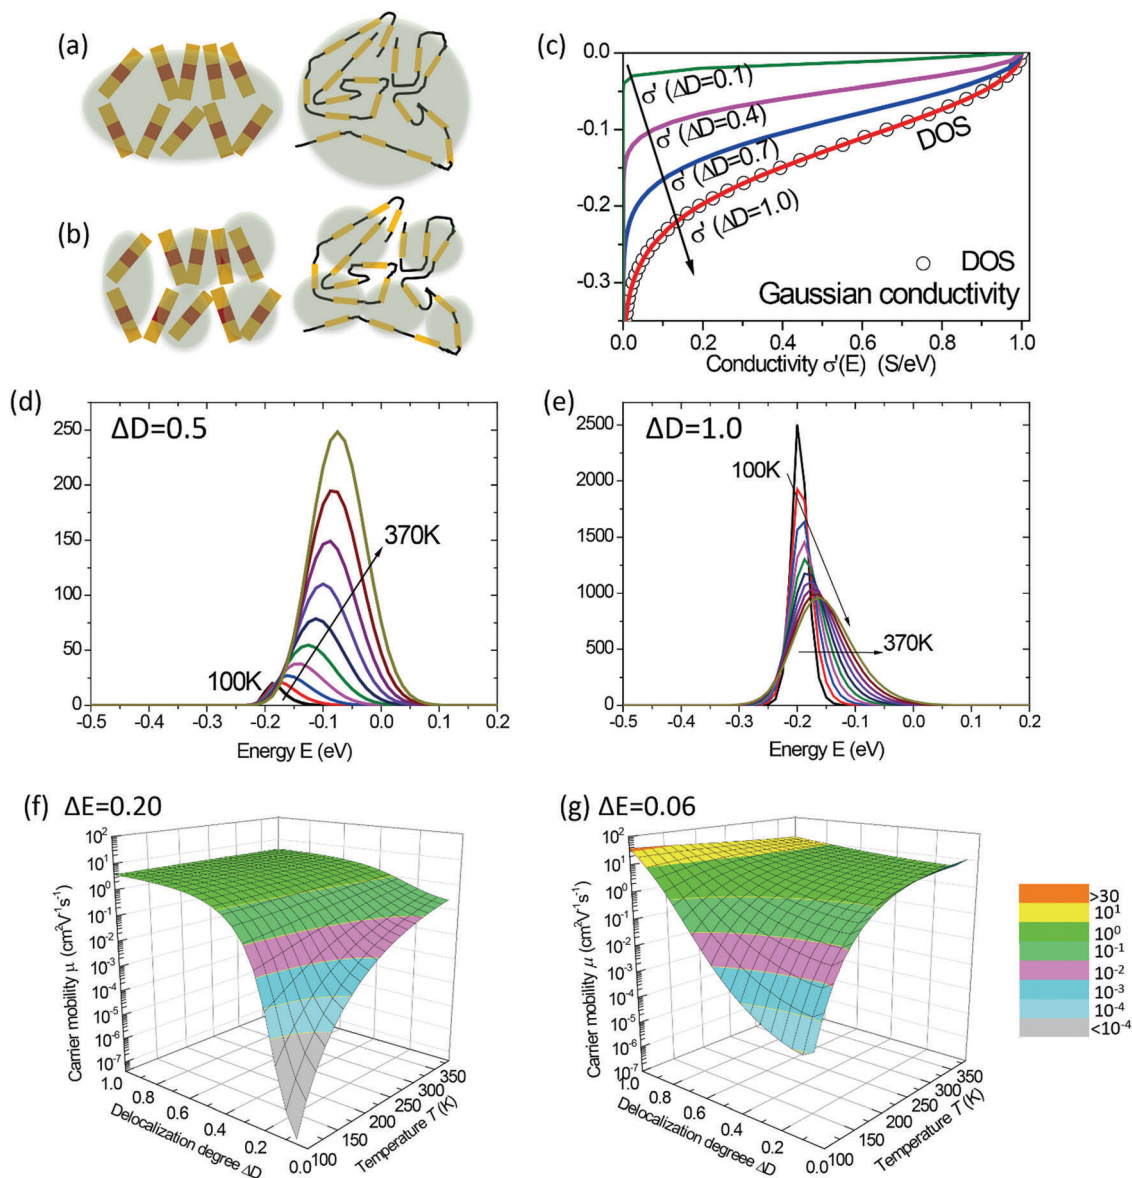 (a)
(b)
(c)
0.0
-0.1
-0.2
-0.3
σ' (ΔD=0.1)
σ' (ΔD=0.4)
σ' (ΔD=0.7)
σ' (ΔD=1.0)
DOS
DOS
Gaussian conductivity
0.0 0.2 0.4 0.6 0.8 1.0
Conductivity σ'(E) (S/eV)
(d)
ΔD=0.5
250
200
150
100
50
0
370K
100K
-0.5 -0.4 -0.3 -0.2 -0.1 0.0 0.1 0.2
Energy E (eV)
(e)
ΔD=1.0
2500
2000
1500
1000
500
0
100K
370K
-0.5 -0.3 -0.2 -0.1 0.0 0.1 0.2
Energy E (eV)
(f) ΔE=0.20
Carrier mobility μ (cm²V⁻¹s⁻¹)
10²
10¹
10⁰
10⁻¹
10⁻²
10⁻³
10⁻⁴
10⁻⁵
10⁻⁶
10⁻⁷
1.0 0.8 0.6 0.4 0.2 0.0
Delocalization degree ΔD
100 150 200 250 300 350
Temperature T (K)
(g) ΔE=0.06
Carrier mobility μ (cm²V⁻¹s⁻¹)
10²
10¹
10⁰
10⁻¹
10⁻²
10⁻³
10⁻⁴
10⁻⁵
10⁻⁶
10⁻⁷
1.0 0.8 0.6 0.4 0.2 0.0
Delocalization degree ΔD
100 150 200 250 300 350
Temperature T (K)
>30
10¹
10⁰
10⁻¹
10⁻²
10⁻³
10⁻⁴
<10⁻⁴